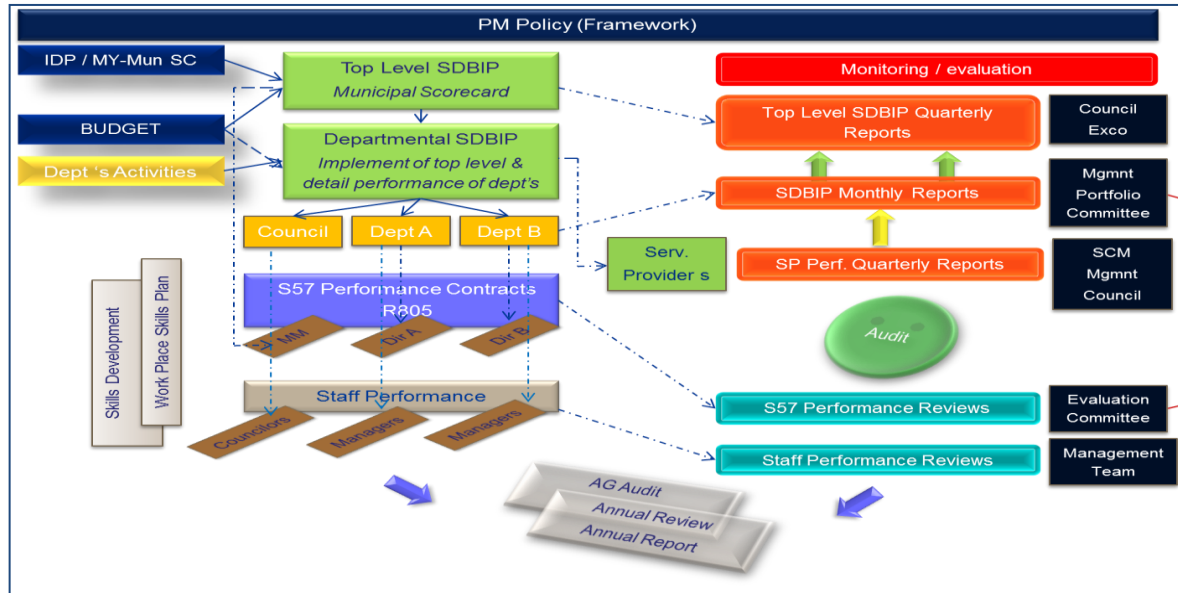 PM Policy (Framework)
IDP / MY-Mun SC
BUDGET
Dept 's Activities
Top Level SDBIP
Municipal Scorecard
Departmental SDBIP
Implement of top level &
detail performance of dept's
Council
Dept A
Dept B
Serv.
Provider s
S57 Performance Contracts
R805
MM
Dir A
Dir B
Staff Performance
Councilors
Managers
Managers
Skills Development
Work Place Skills Plan
Monitoring / evaluation
Top Level SDBIP Quarterly
Reports
Council
Exco
SDBIP Monthly Reports
Mgmnt
Portfolio
Committee
SP Perf. Quarterly Reports
SCM
Mgmnt
Council
Audit
S57 Performance Reviews
Evaluation
Committee
Staff Performance Reviews
Management
Team
AG Audit
Annual Review
Annual Report